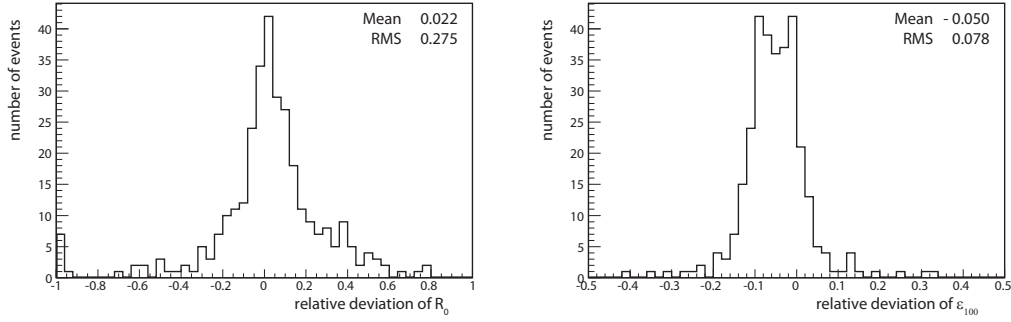 Mean 0.022
RMS 0.275
number of events
40
35
30
25
20
15
10
5
0
-1 -0.8 -0.6 -0.4 -0.2 0 0.2 0.4 0.6 0.8 1
relative deviation of R0
Mean - 0.050
RMS 0.078
number of events
40
35
30
25
20
15
10
5
0
-0.5 -0.4 -0.3 -0.2 -0.1 0 0.1 0.2 0.3 0.4 0.5
relative deviation of ε100